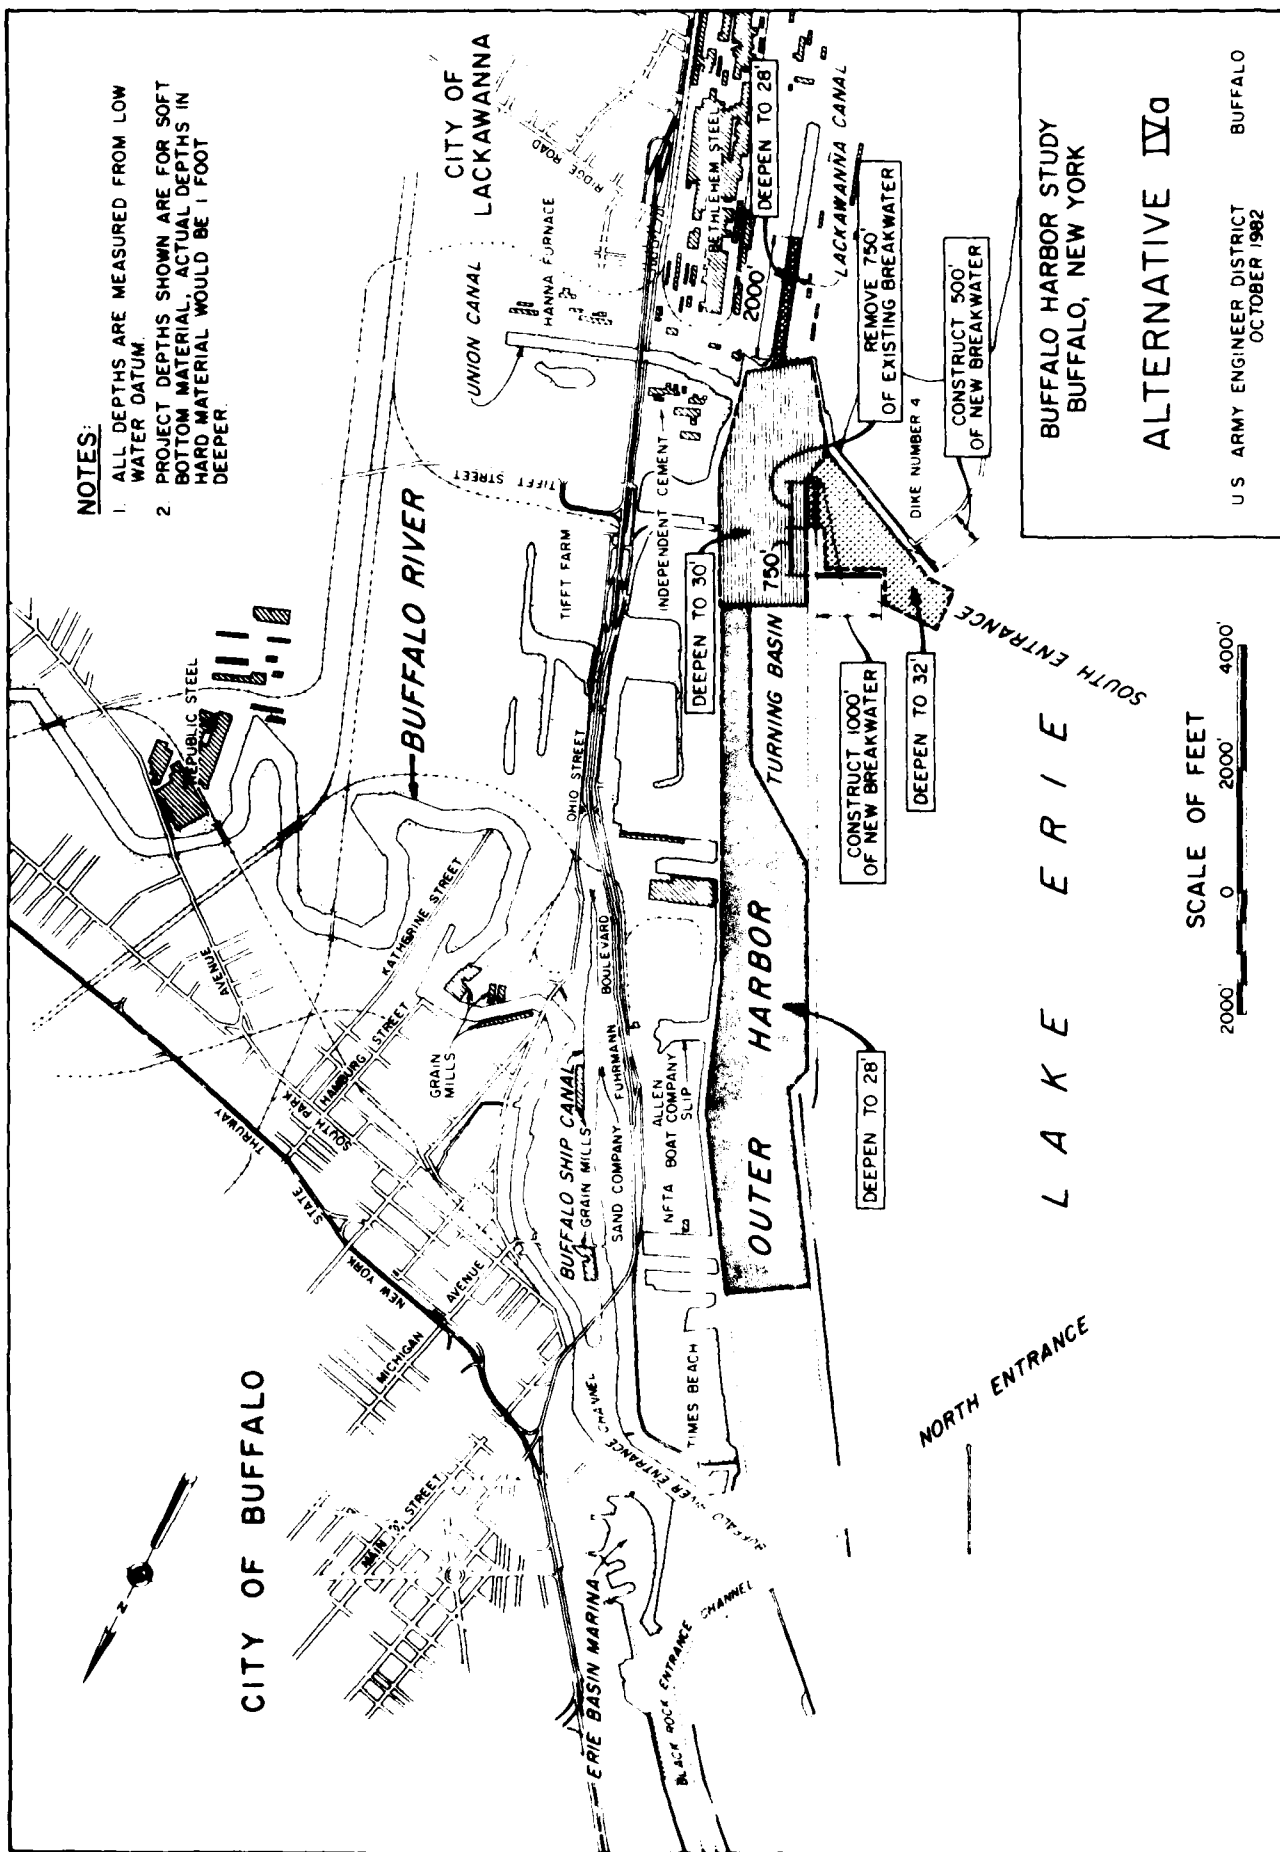 NOTES:
1. ALL DEPTHS ARE MEASURED FROM LOW
WATER DATUM.
2. PROJECT DEPTHS SHOWN ARE FOR SOFT
BOTTOM MATERIAL, ACTUAL DEPTHS IN
HARD MATERIAL WOULD BE 1 FOOT
DEEPER.
CITY OF
LACKAWANNA
CITY OF BUFFALO
N
REPUBLIC STEEL
BUFFALO RIVER
UNION CANAL
HANNA FURNACE
RIDGE ROAD
BETHLEHEM STEEL
DEEPEN TO 28'
LACKAWANNA CANAL
2000'
TIFFT STREET
TIFFT FARM
INDEPENDENT CEMENT
OHIO STREET
KATHERINE STREET
AVENUE
SOUTH PARK
HAMBURG STREET
GRAIN
MILLS
THRUWAY
STATE
NEW YORK
MICHIGAN
AVENUE
MAIN STREET
BUFFALO SHIP CANAL
GRAIN MILLS
SAND COMPANY
FUHRMANN
BOULEVARD
ALLEN
BOAT COMPANY
SLIP
NFTA
TIMES BEACH
ERIE BASIN MARINA
BUFFALO RIVER ENTRANCE CHANNEL
BLACK ROCK ENTRANCE CHANNEL
NORTH ENTRANCE
OUTER HARBOR
DEEPEN TO 28'
DEEPEN TO 30'
TURNING BASIN
750'
REMOVE 750'
OF EXISTING BREAKWATER
CONSTRUCT 500'
OF NEW BREAKWATER
DIKE NUMBER 4
CONSTRUCT 1000'
OF NEW BREAKWATER
DEEPEN TO 32'
SOUTH ENTRANCE
LAKE ERIE
SCALE OF FEET
2000' 0 2000' 4000'
BUFFALO HARBOR STUDY
BUFFALO, NEW YORK
ALTERNATIVE IVa
U S ARMY ENGINEER DISTRICT BUFFALO
OCTOBER 1982